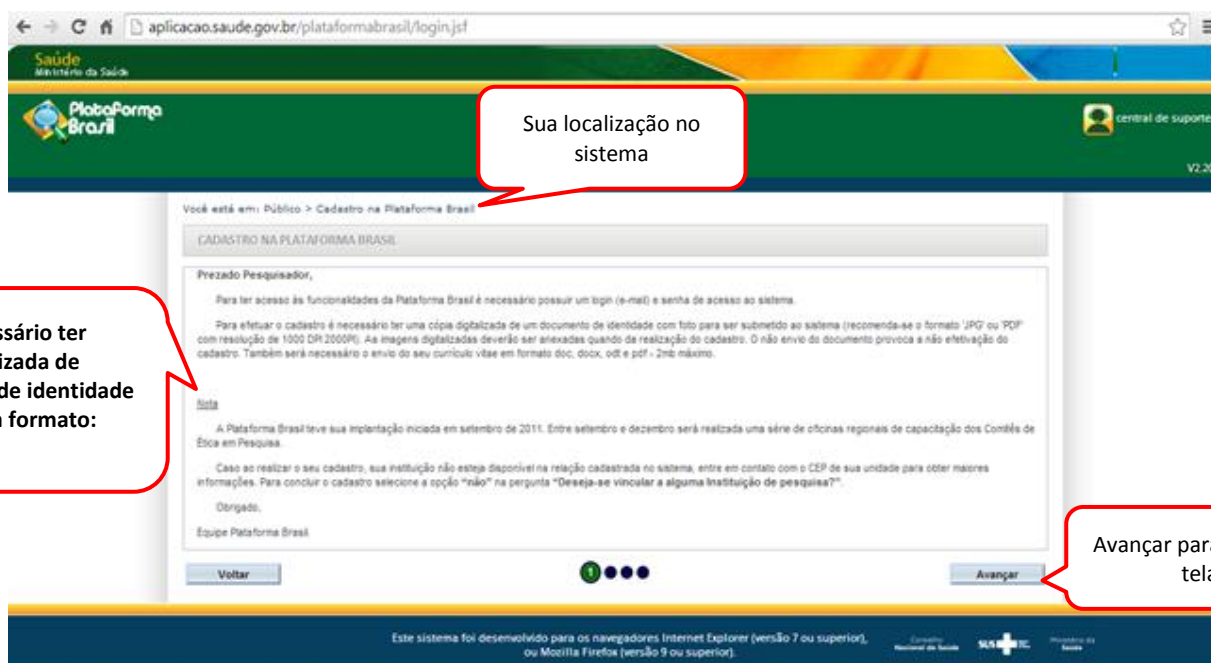 aplicacao.saude.gov.br/plataformabrasil/login.jsf
Saúde
Ministério da Saúde
Plataforma
Brasil
central de suporte
V2.20
Sua localização no
sistema
Você está em: Público > Cadastro na Plataforma Brasil
CADASTRO NA PLATAFORMA BRASIL
Prezado Pesquisador,
Para ter acesso às funcionalidades da Plataforma Brasil é necessário possuir um login (e-mail) e senha de acesso ao sistema.
Para efetuar o cadastro é necessário ter uma cópia digitalizada de um documento de identidade com foto para ser submetido ao sistema (recomenda-se o formato 'JPG' ou 'PDF'
com resolução de 1000 DPI 2000PI). As imagens digitalizadas deverão ser anexadas quando da realização do cadastro. O não envio do documento provoca a não efetivação do
cadastro. Também será necessário o envio do seu currículo vitae em formato doc, docx, odt e pdf - 2mb máximo.
ssário ter
izada de
de identidade
formato:
Nota
A Plataforma Brasil teve sua implantação iniciada em setembro de 2011. Entre setembro e dezembro será realizada uma série de oficinas regionais de capacitação dos Comitês de
Ética em Pesquisa.
Caso ao realizar o seu cadastro, sua instituição não esteja disponível na relação cadastrada no sistema, entre em contato com o CEP de sua unidade para obter maiores
informações. Para concluir o cadastro selecione a opção "não" na pergunta "Deseja-se vincular a alguma Instituição de pesquisa?".
Obrigado,
Equipe Plataforma Brasil
Avançar para
tela
Voltar
1
Avançar
Este sistema foi desenvolvido para os navegadores Internet Explorer (versão 7 ou superior),
ou Mozilla Firefox (versão 9 ou superior).
Conselho
Nacional de Saúde
SUS
Ministério da
Saúde